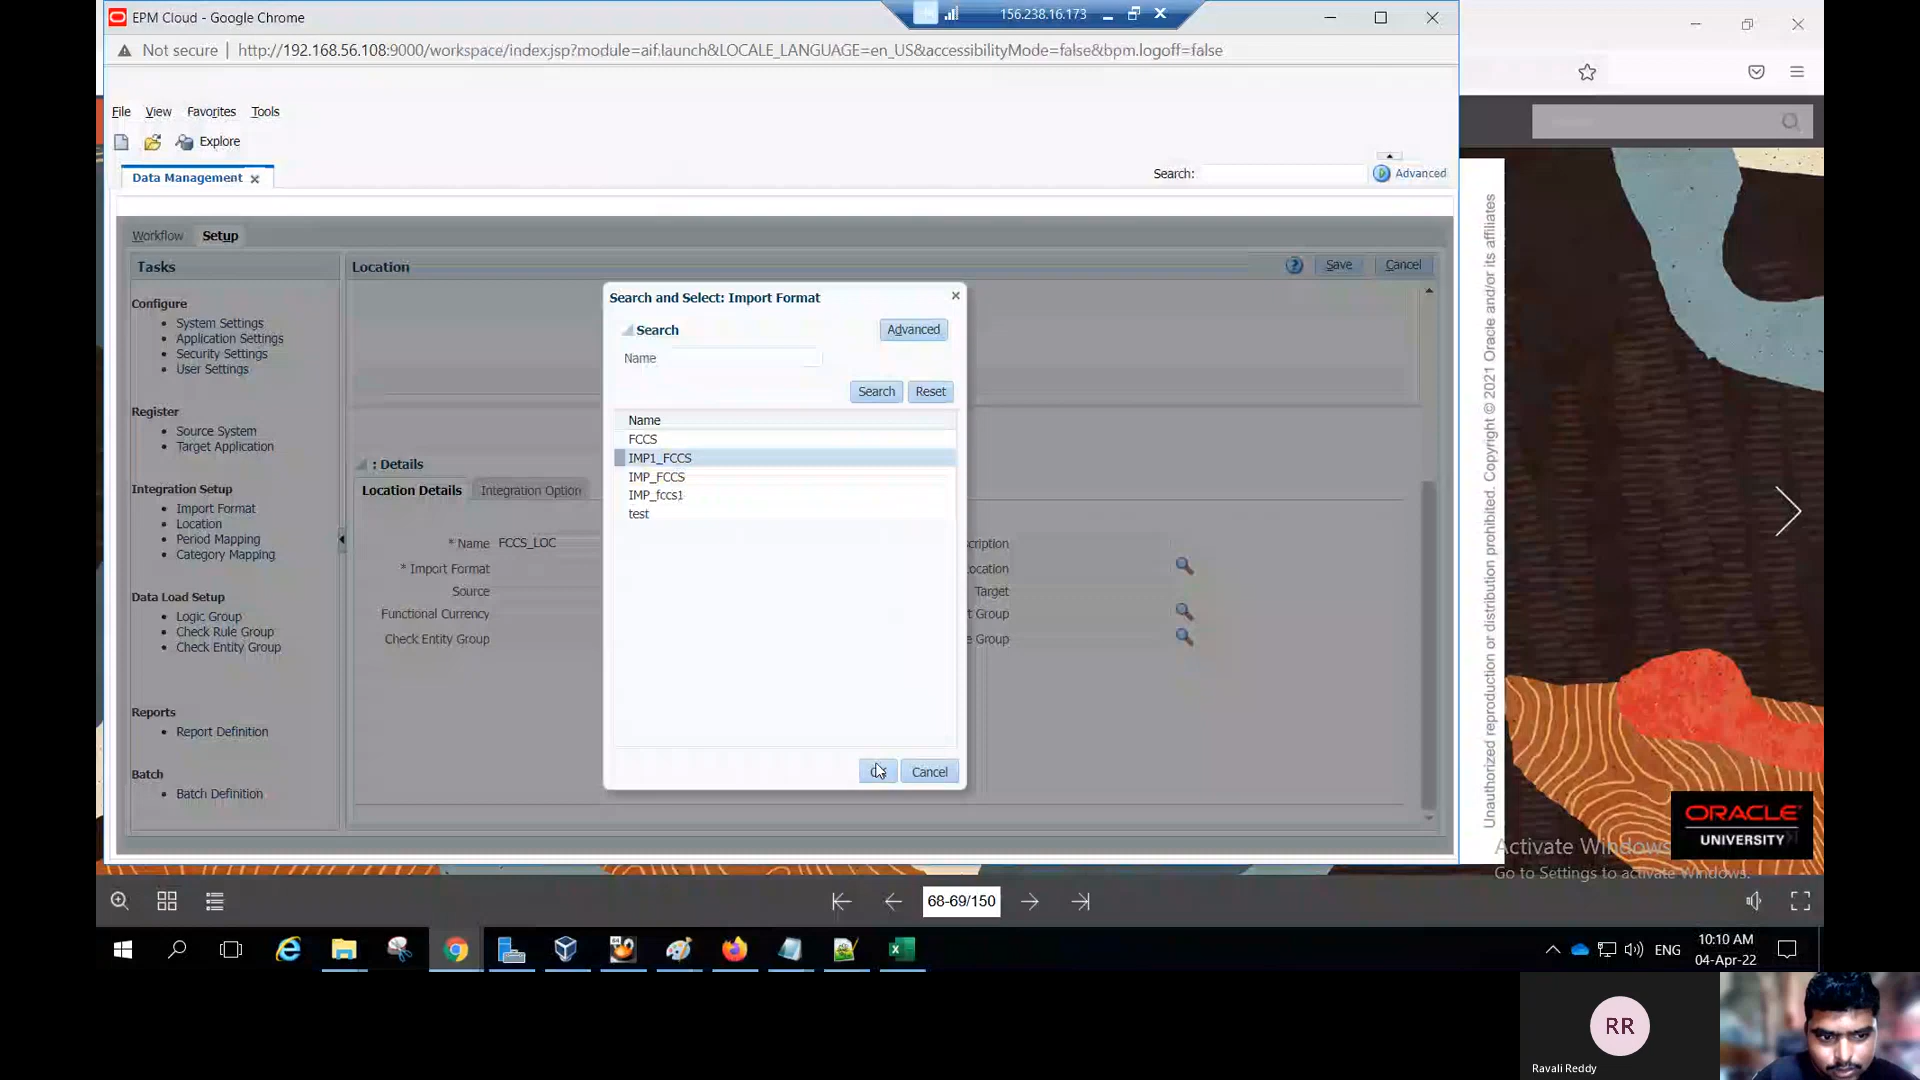 EPM Cloud - Google Chrome
156.238.16.173
Not secure
http://192.168.56.108:9000/workspace/index.jsp?module=aif.launch&LOCALE_LANGUAGE=en_US&accessibilityMode=false&bpm.logoff=false
File View Favorites Tools
Explore
Data Management
Search:
Advanced
Workflow Setup
Tasks
Configure
System Settings
Application Settings
Security Settings
User Settings
Register
Source System
Target Application
Integration Setup
Import Format
Location
Period Mapping
Category Mapping
Data Load Setup
Logic Group
Check Rule Group
Check Entity Group
Reports
Report Definition
Batch
Batch Definition
Location
Save
Cancel
: Details
Location Details Integration Option
* Name FCCS_LOC
* Import Format
Source
Functional Currency
Check Entity Group
Target
Group
Group
Search and Select: Import Format
Search
Advanced
Name
Search Reset
Name
FCCS
IMP1_FCCS
IMP_FCCS
IMP_fccs1
test
Cancel
Unauthorized reproduction or distribution prohibited. Copyright © 2021 Oracle and/or its affiliates
ORACLE
UNIVERSITY
Activate Windows
Go to Settings to activate Windows.
68-69/150
ENG
10:10 AM
04-Apr-22
RR
Ravali Reddy